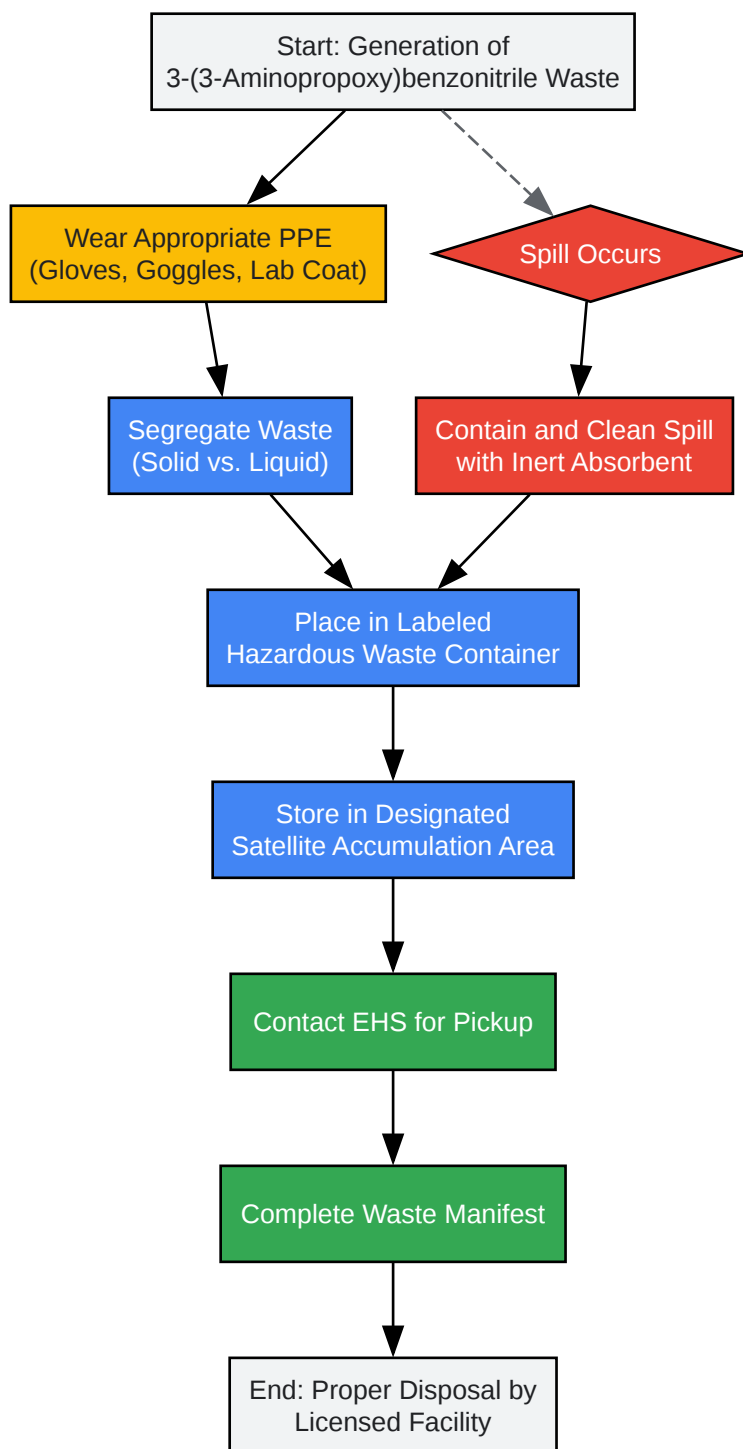 Start: Generation of
3-(3-Aminopropoxy)benzonitrile Waste
Wear Appropriate PPE
(Gloves, Goggles, Lab Coat)
Spill Occurs
Segregate Waste
(Solid vs. Liquid)
Contain and Clean Spill
with Inert Absorbent
Place in Labeled
Hazardous Waste Container
Store in Designated
Satellite Accumulation Area
Contact EHS for Pickup
Complete Waste Manifest
End: Proper Disposal by
Licensed Facility